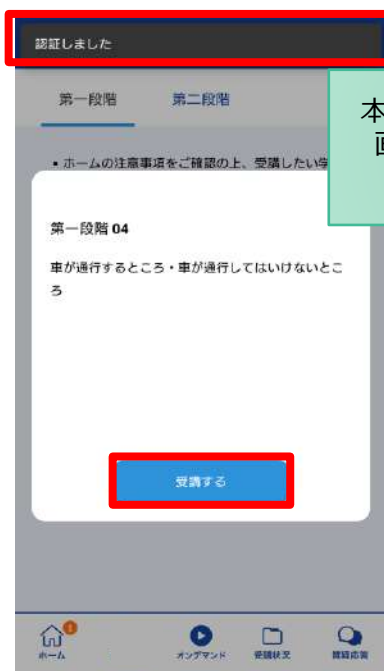 認証しました
第一段階 第二段階
本
• ホームの注意事項をご確認の上、受講したい学
第一段階 04
車が通行するところ・車が通行してはいけないとこ
ろ
受講する
ホーム オンデマンド 受講状況 質疑応答